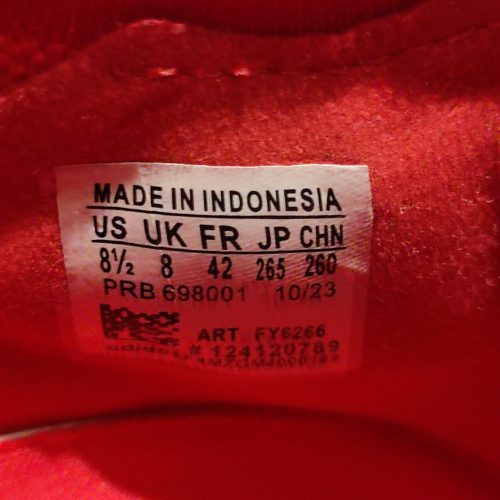 MADE IN INDONESIA
US UK FR JP CHN
8½ 8 42 265 260
PRB 698001 10/23
ART FY6266
adidas # 124120789